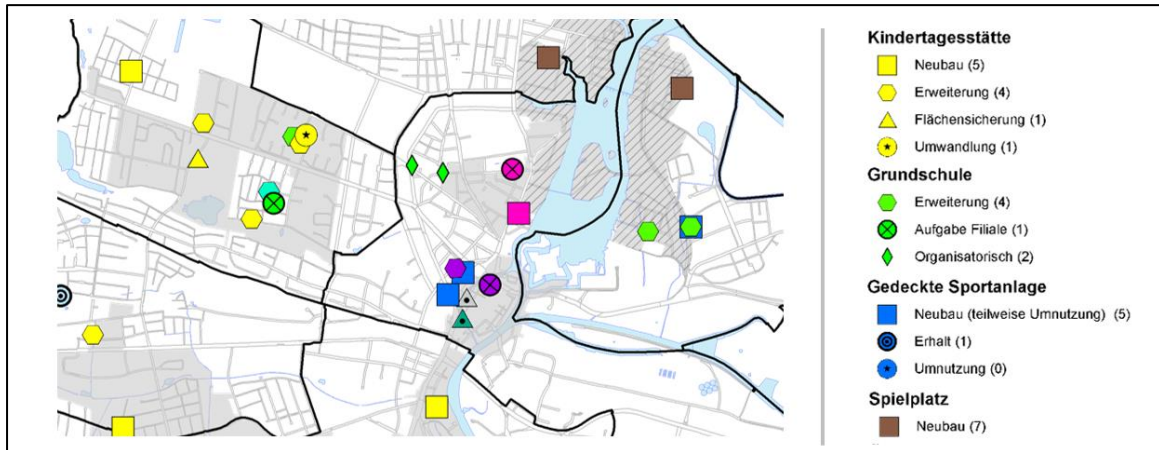 Kindertagesstätte
Neubau (5)
Erweiterung (4)
Flächensicherung (1)
Umwandlung (1)
Grundschule
Erweiterung (4)
Aufgabe Filiale (1)
Organisatorisch (2)
Gedeckte Sportanlage
Neubau (teilweise Umnutzung) (5)
Erhalt (1)
Umnutzung (0)
Spielplatz
Neubau (7)